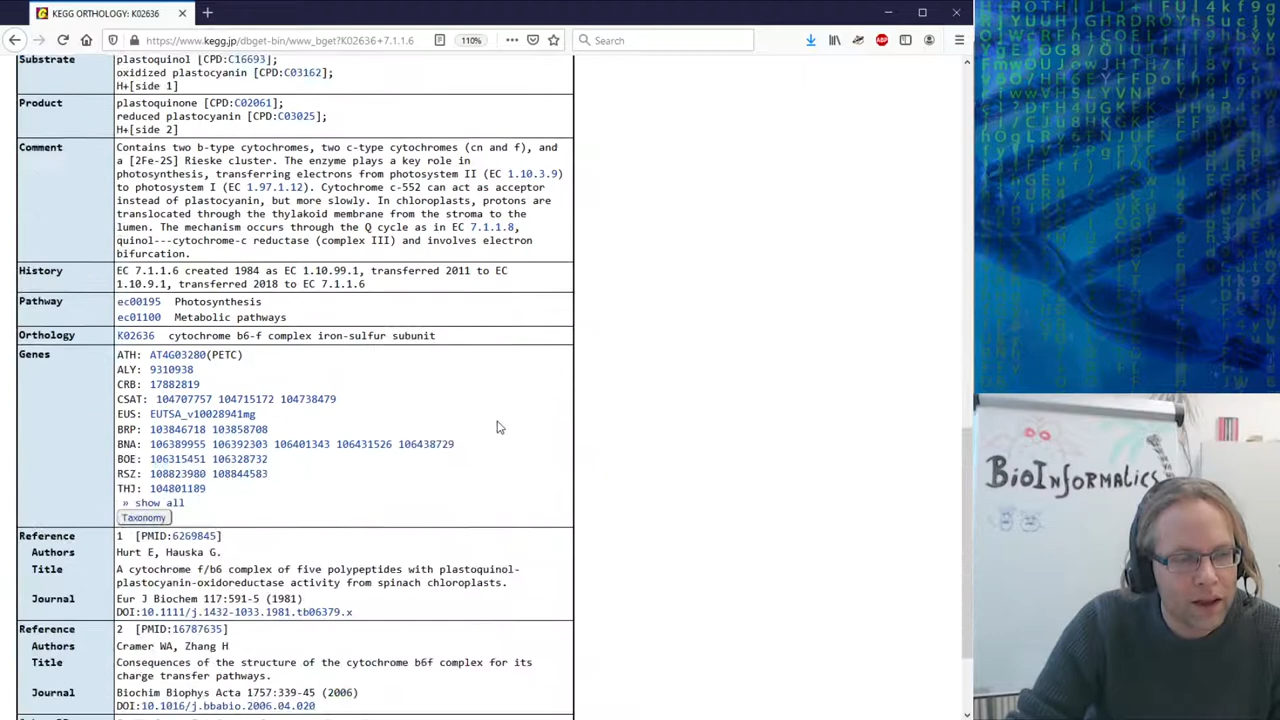 KEGG ORTHOLOGY: K02636
https://www.kegg.jp/dbget-bin/www_bget?K02636+7.1.1.6
110%
Search
ABP
Substrate
plastoquinol [CPD:C16693];
oxidized plastocyanin [CPD:C03162];
H+[side 1]
Product
plastoquinone [CPD:C02061];
reduced plastocyanin [CPD:C03025];
H+[side 2]
Comment
Contains two b-type cytochromes, two c-type cytochromes (cn and f), and
a [2Fe-2S] Rieske cluster. The enzyme plays a key role in
photosynthesis, transferring electrons from photosystem II (EC 1.10.3.9)
to photosystem I (EC 1.97.1.12). Cytochrome c-552 can act as acceptor
instead of plastocyanin, but more slowly. In chloroplasts, protons are
translocated through the thylakoid membrane from the stroma to the
lumen. The mechanism occurs through the Q cycle as in EC 7.1.1.8,
quinol---cytochrome-c reductase (complex III) and involves electron
bifurcation.
History
EC 7.1.1.6 created 1984 as EC 1.10.99.1, transferred 2011 to EC
1.10.9.1, transferred 2018 to EC 7.1.1.6
Pathway
ec00195 Photosynthesis
ec01100 Metabolic pathways
Orthology
K02636 cytochrome b6-f complex iron-sulfur subunit
Genes
ATH: AT4G03280(PETC)
ALY: 9310938
CRB: 17882819
CSAT: 104707757 104715172 104738479
EUS: EUTSA_v10028941mg
BRP: 103846718 103858708
BNA: 106389955 106392303 106401343 106431526 106438729
BOE: 106315451 106328732
RSZ: 108823980 108844583
THJ: 104801189
» show all
Taxonomy
Reference
1 [PMID:6269845]
Authors
Hurt E, Hauska G.
Title
A cytochrome f/b6 complex of five polypeptides with plastoquinol-
plastocyanin-oxidoreductase activity from spinach chloroplasts.
Journal
Eur J Biochem 117:591-5 (1981)
DOI:10.1111/j.1432-1033.1981.tb06379.x
Reference
2 [PMID:16787635]
Authors
Cramer WA, Zhang H
Title
Consequences of the structure of the cytochrome b6f complex for its
charge transfer pathways.
Journal
Biochim Biophys Acta 1757:339-45 (2006)
DOI:10.1016/j.bbabio.2006.04.020
BioInformatics